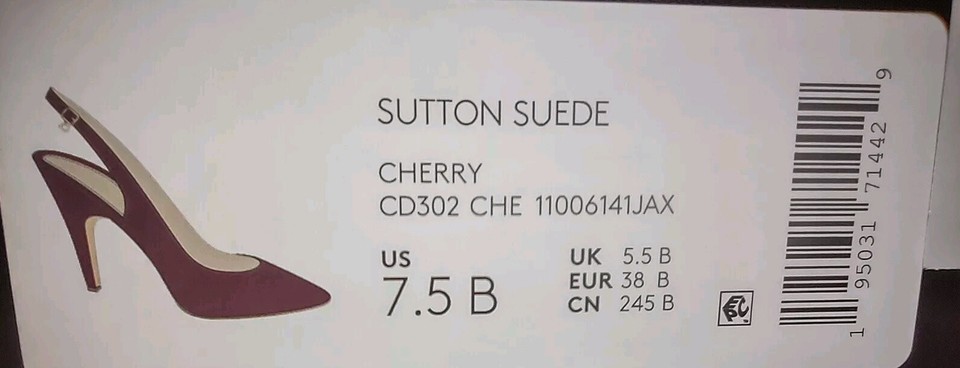 SUTTON SUEDE
CHERRY
CD302 CHE 11006141JAX
US
7.5 B
UK 5.5 B
EUR 38 B
CN 245 B
1 95031 71442 9